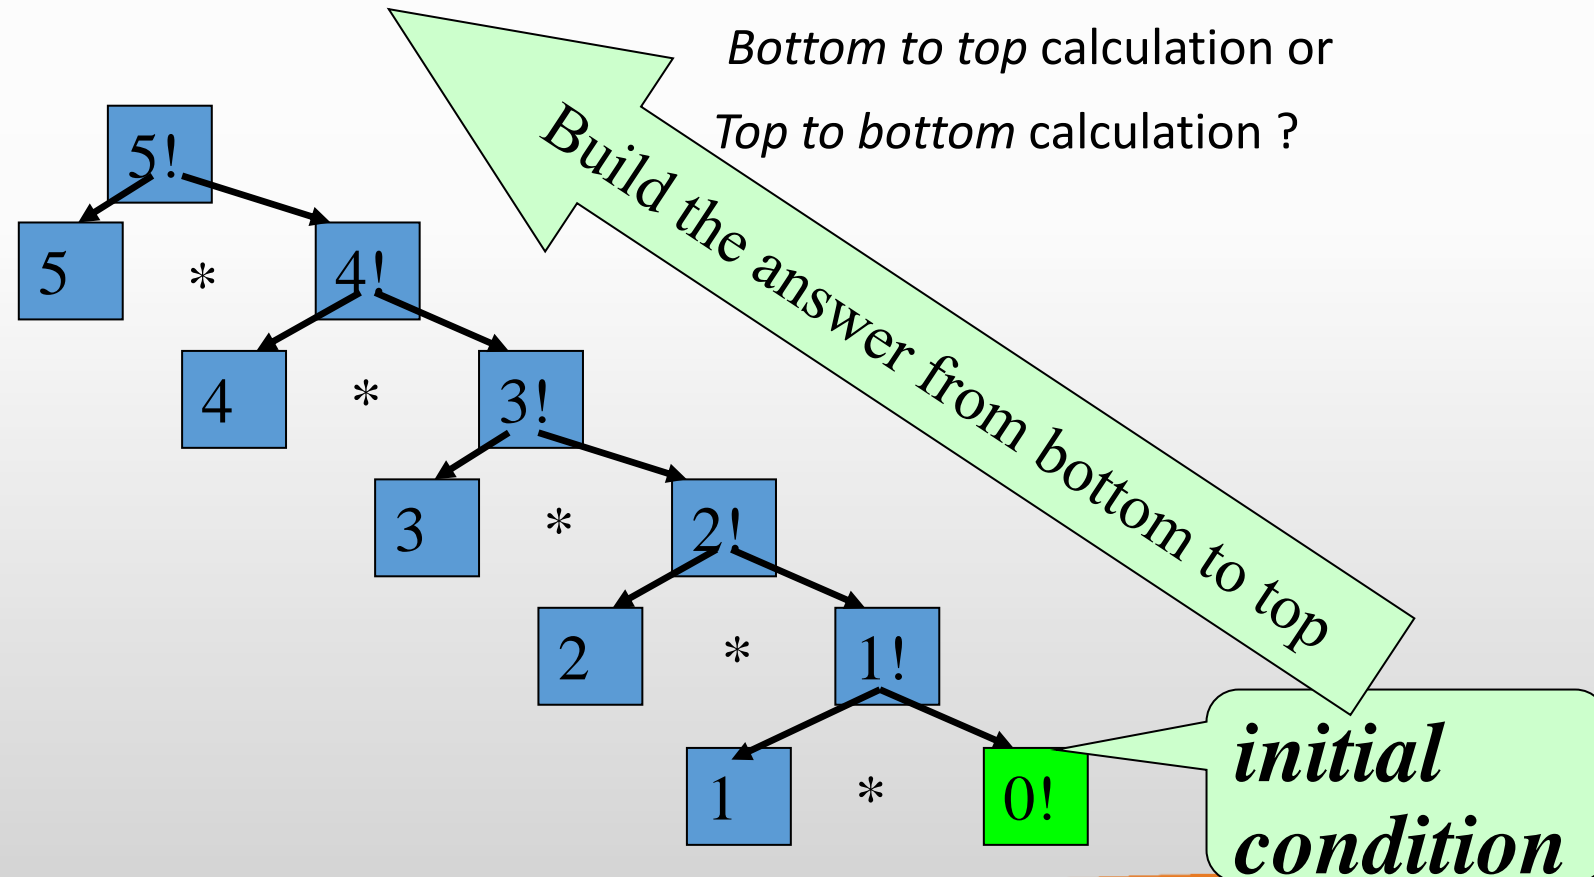 Bottom to top calculation or
Top to bottom calculation ?
Build the answer from bottom to top
5!
5 * 4!
4 * 3!
3 * 2!
2 * 1!
1 * 0!
initial
condition